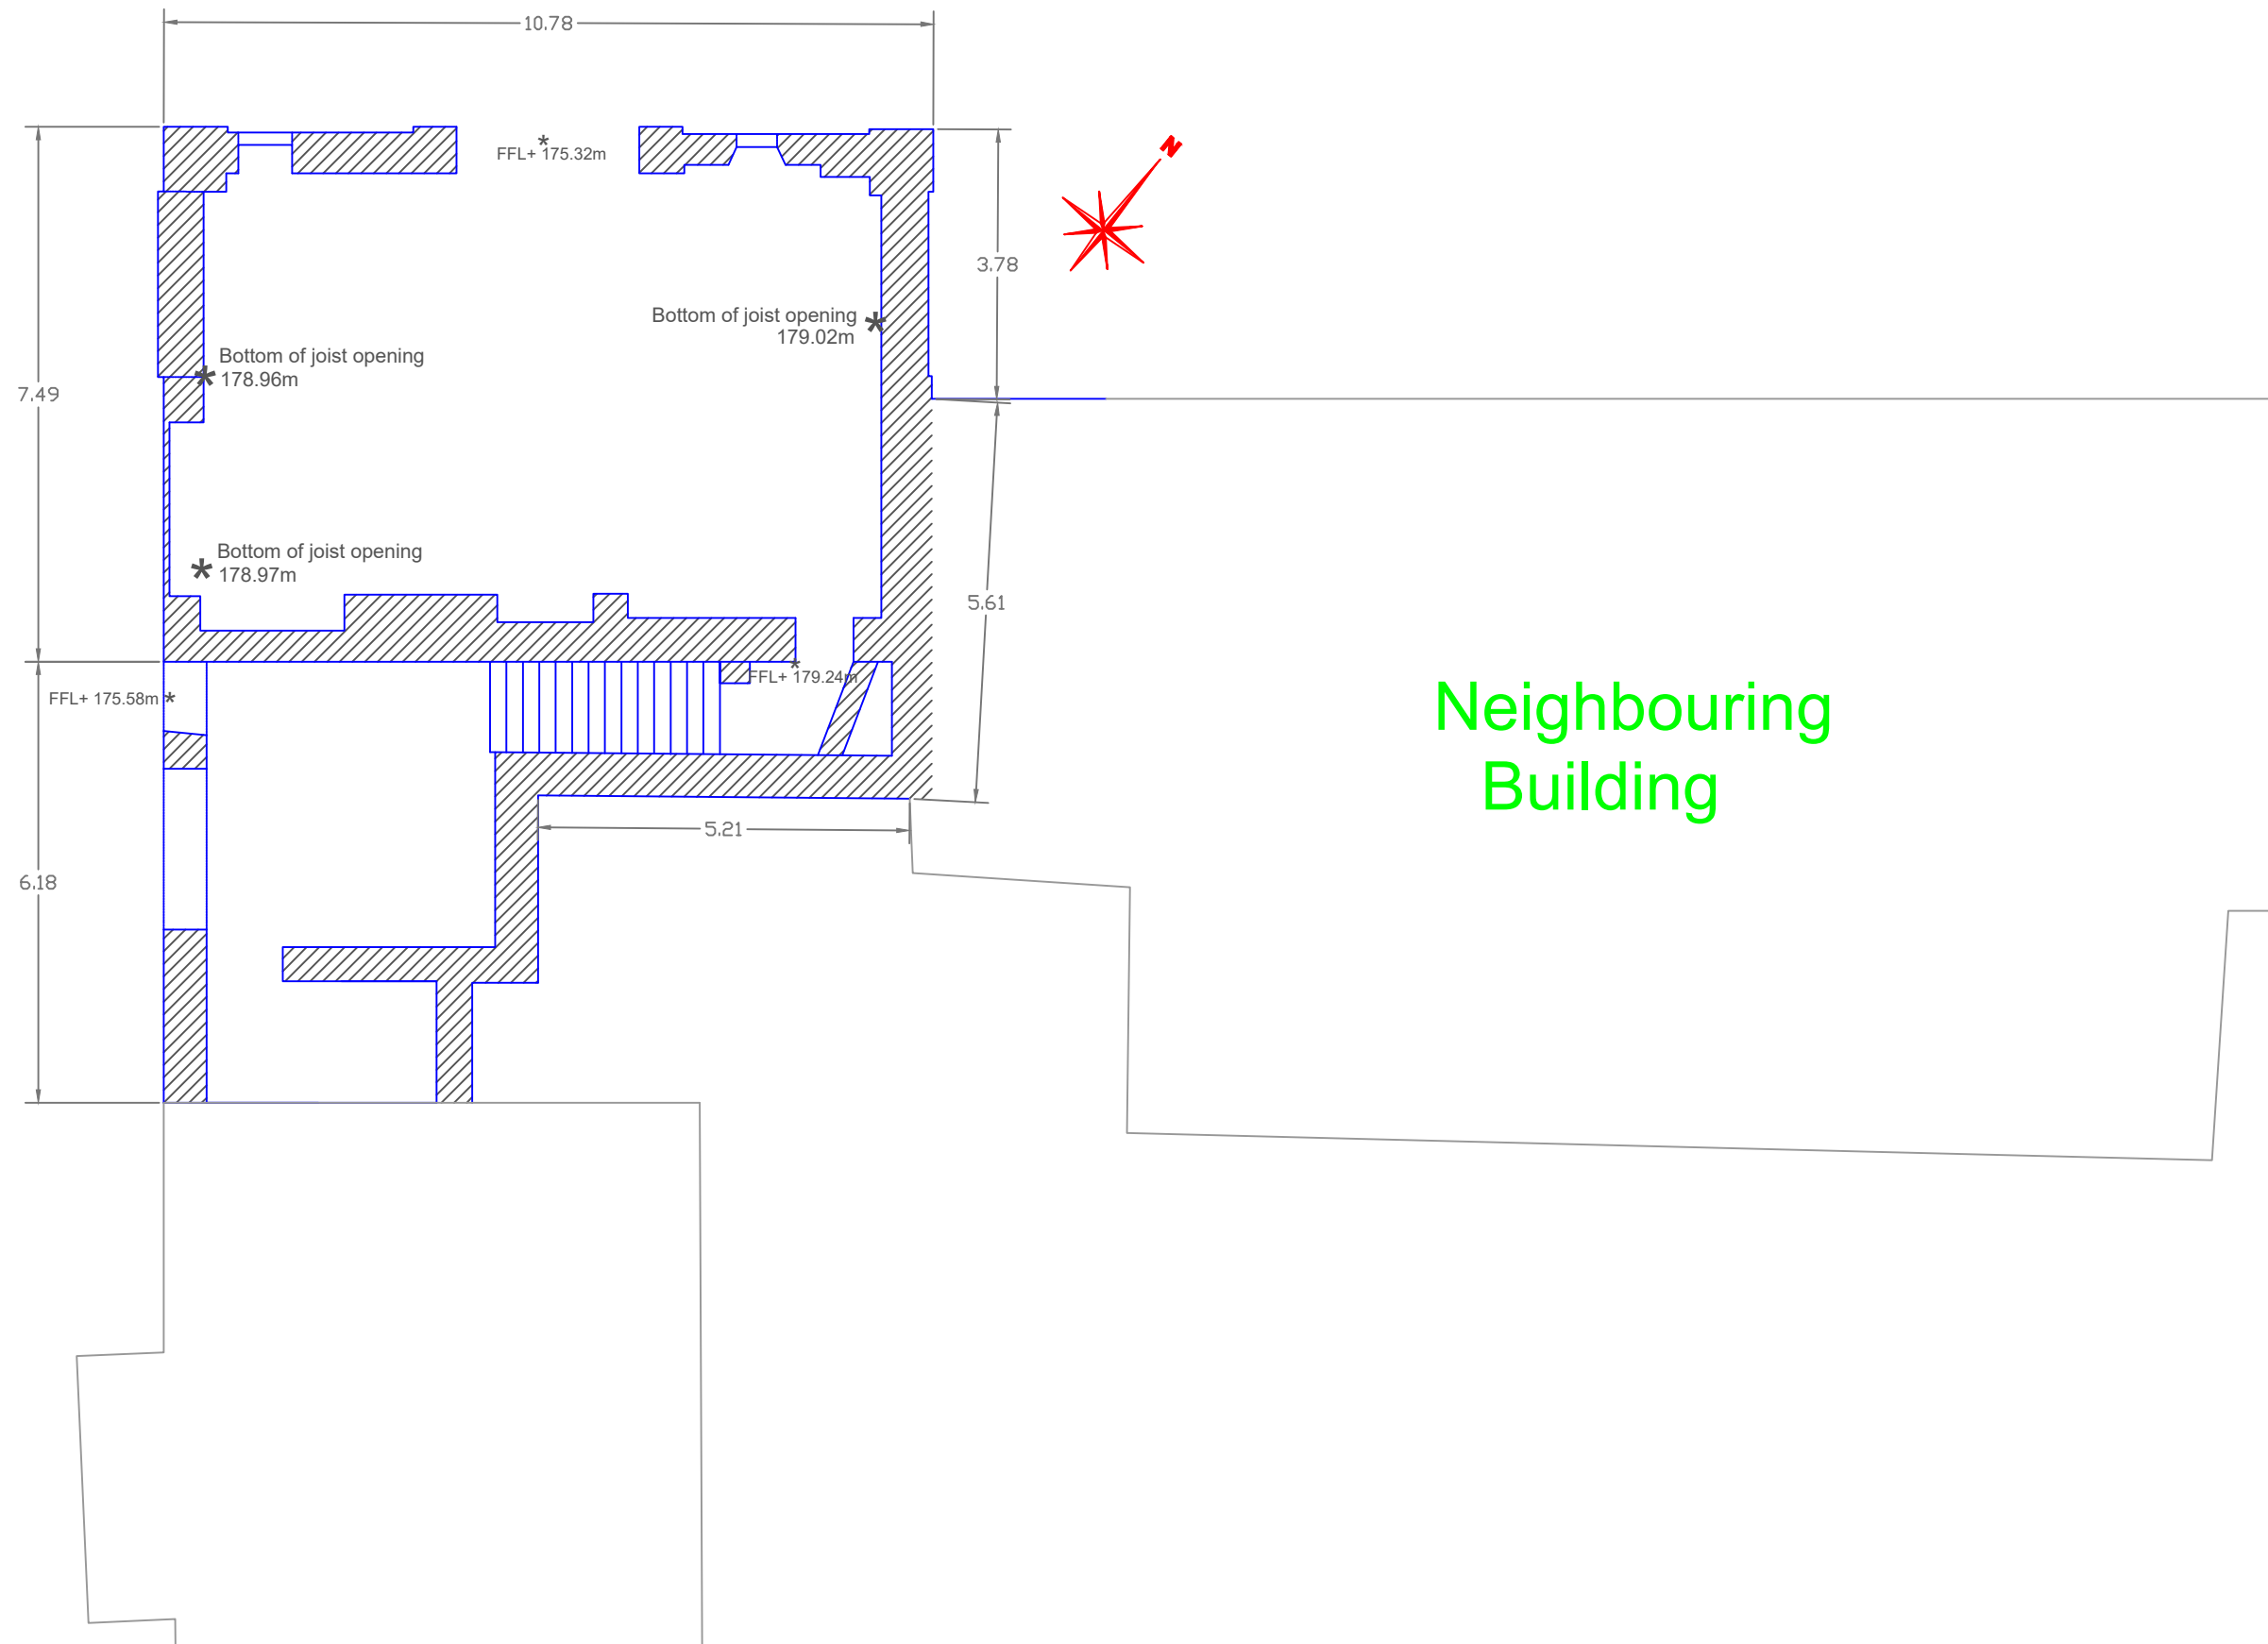 10.78
FFL+ 175.32m
N
3.78
Bottom of joist opening
179.02m
Bottom of joist opening
178.96m
7.49
Bottom of joist opening
178.97m
5.61
FFL+ 179.24m
FFL+ 175.58m
Neighbouring
Building
5.21
6.18